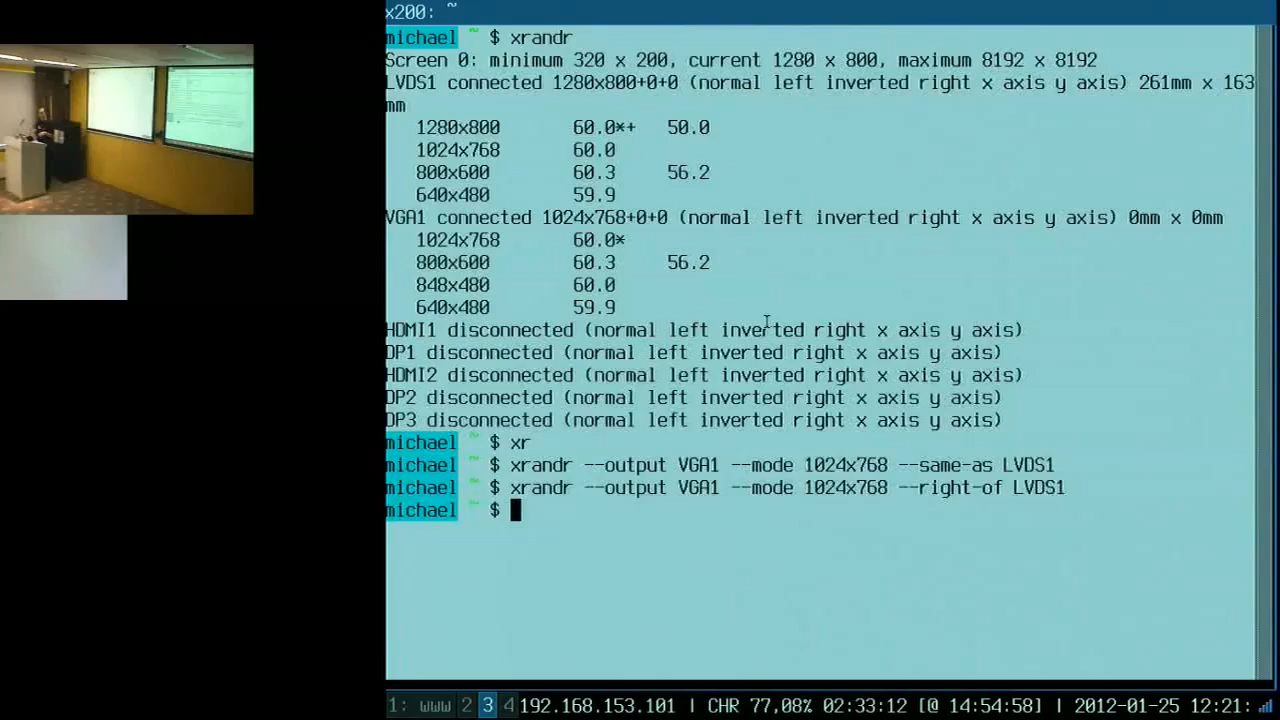 x200: ~
michael ~ $ xrandr
Screen 0: minimum 320 x 200, current 1280 x 800, maximum 8192 x 8192
LVDS1 connected 1280x800+0+0 (normal left inverted right x axis y axis) 261mm x 163
mm
1280x800 60.0*+ 50.0
1024x768 60.0
800x600 60.3 56.2
640x480 59.9
VGA1 connected 1024x768+0+0 (normal left inverted right x axis y axis) 0mm x 0mm
1024x768 60.0*
800x600 60.3 56.2
848x480 60.0
640x480 59.9
HDMI1 disconnected (normal left inverted right x axis y axis)
DP1 disconnected (normal left inverted right x axis y axis)
HDMI2 disconnected (normal left inverted right x axis y axis)
DP2 disconnected (normal left inverted right x axis y axis)
DP3 disconnected (normal left inverted right x axis y axis)
michael ~ $ xr
michael ~ $ xrandr --output VGA1 --mode 1024x768 --same-as LVDS1
michael ~ $ xrandr --output VGA1 --mode 1024x768 --right-of LVDS1
michael ~ $
1: www 2 3 4 192.168.153.101 | CHR 77,08% 02:33:12 [@ 14:54:58] | 2012-01-25 12:21: